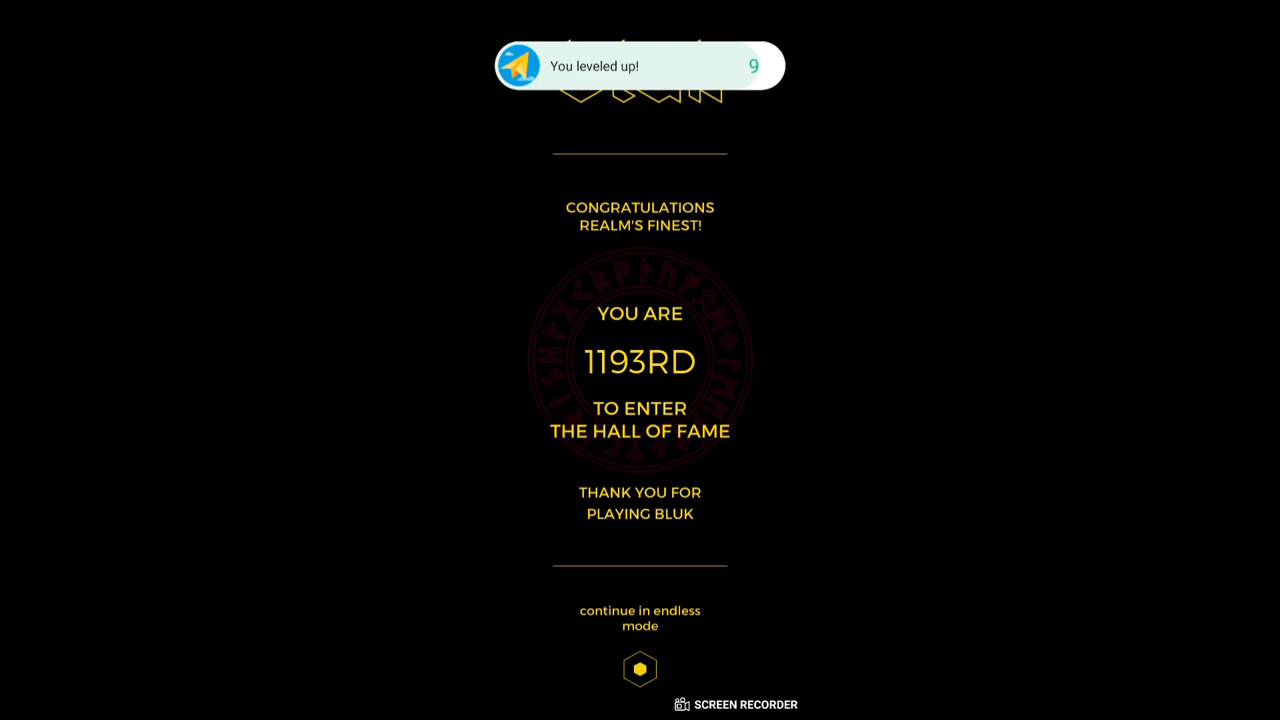 You leveled up!
9
CONGRATULATIONS
REALM'S FINEST!
YOU ARE
1193RD
TO ENTER
THE HALL OF FAME
THANK YOU FOR
PLAYING BLUK
continue in endless
mode
SCREEN RECORDER